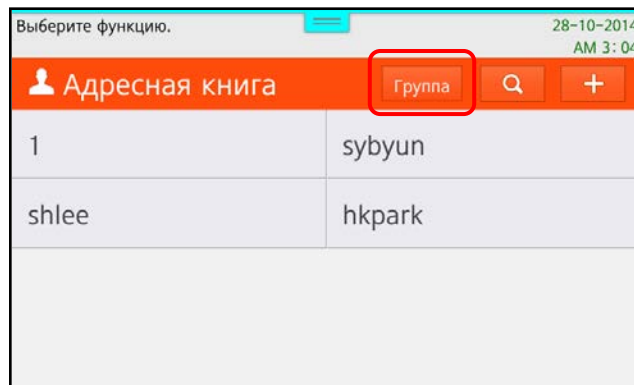 Выберите функцию.
28-10-2014
AM 3:04
Адресная книга
Группа
1
sybyun
shlee
hkpark